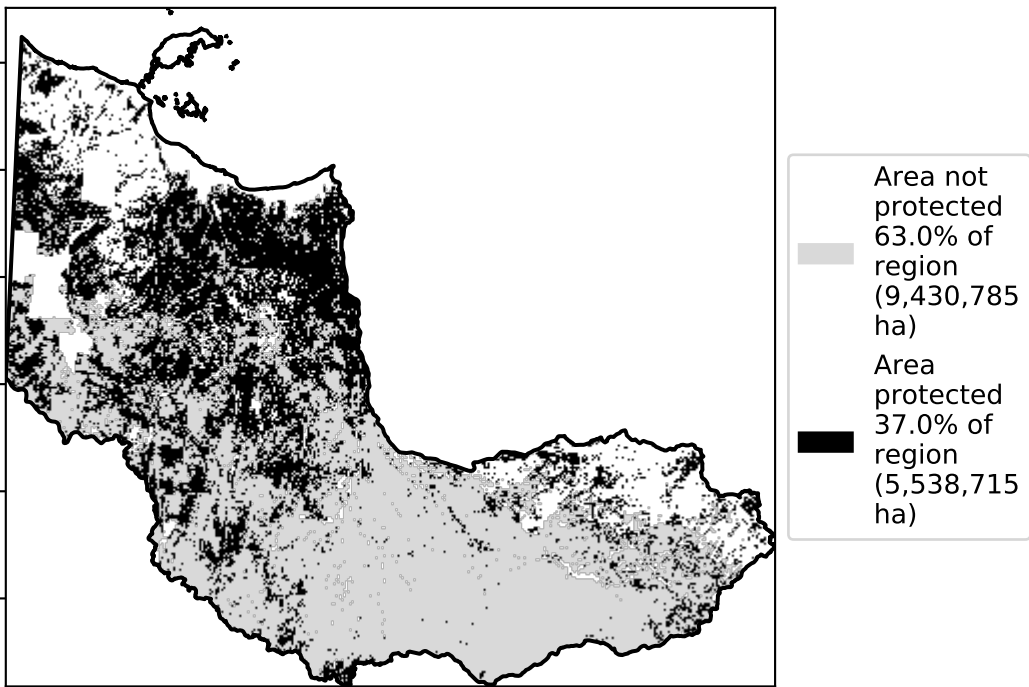 Area not
protected
63.0% of
region
(9,430,785
ha)
Area
protected
37.0% of
region
(5,538,715
ha)